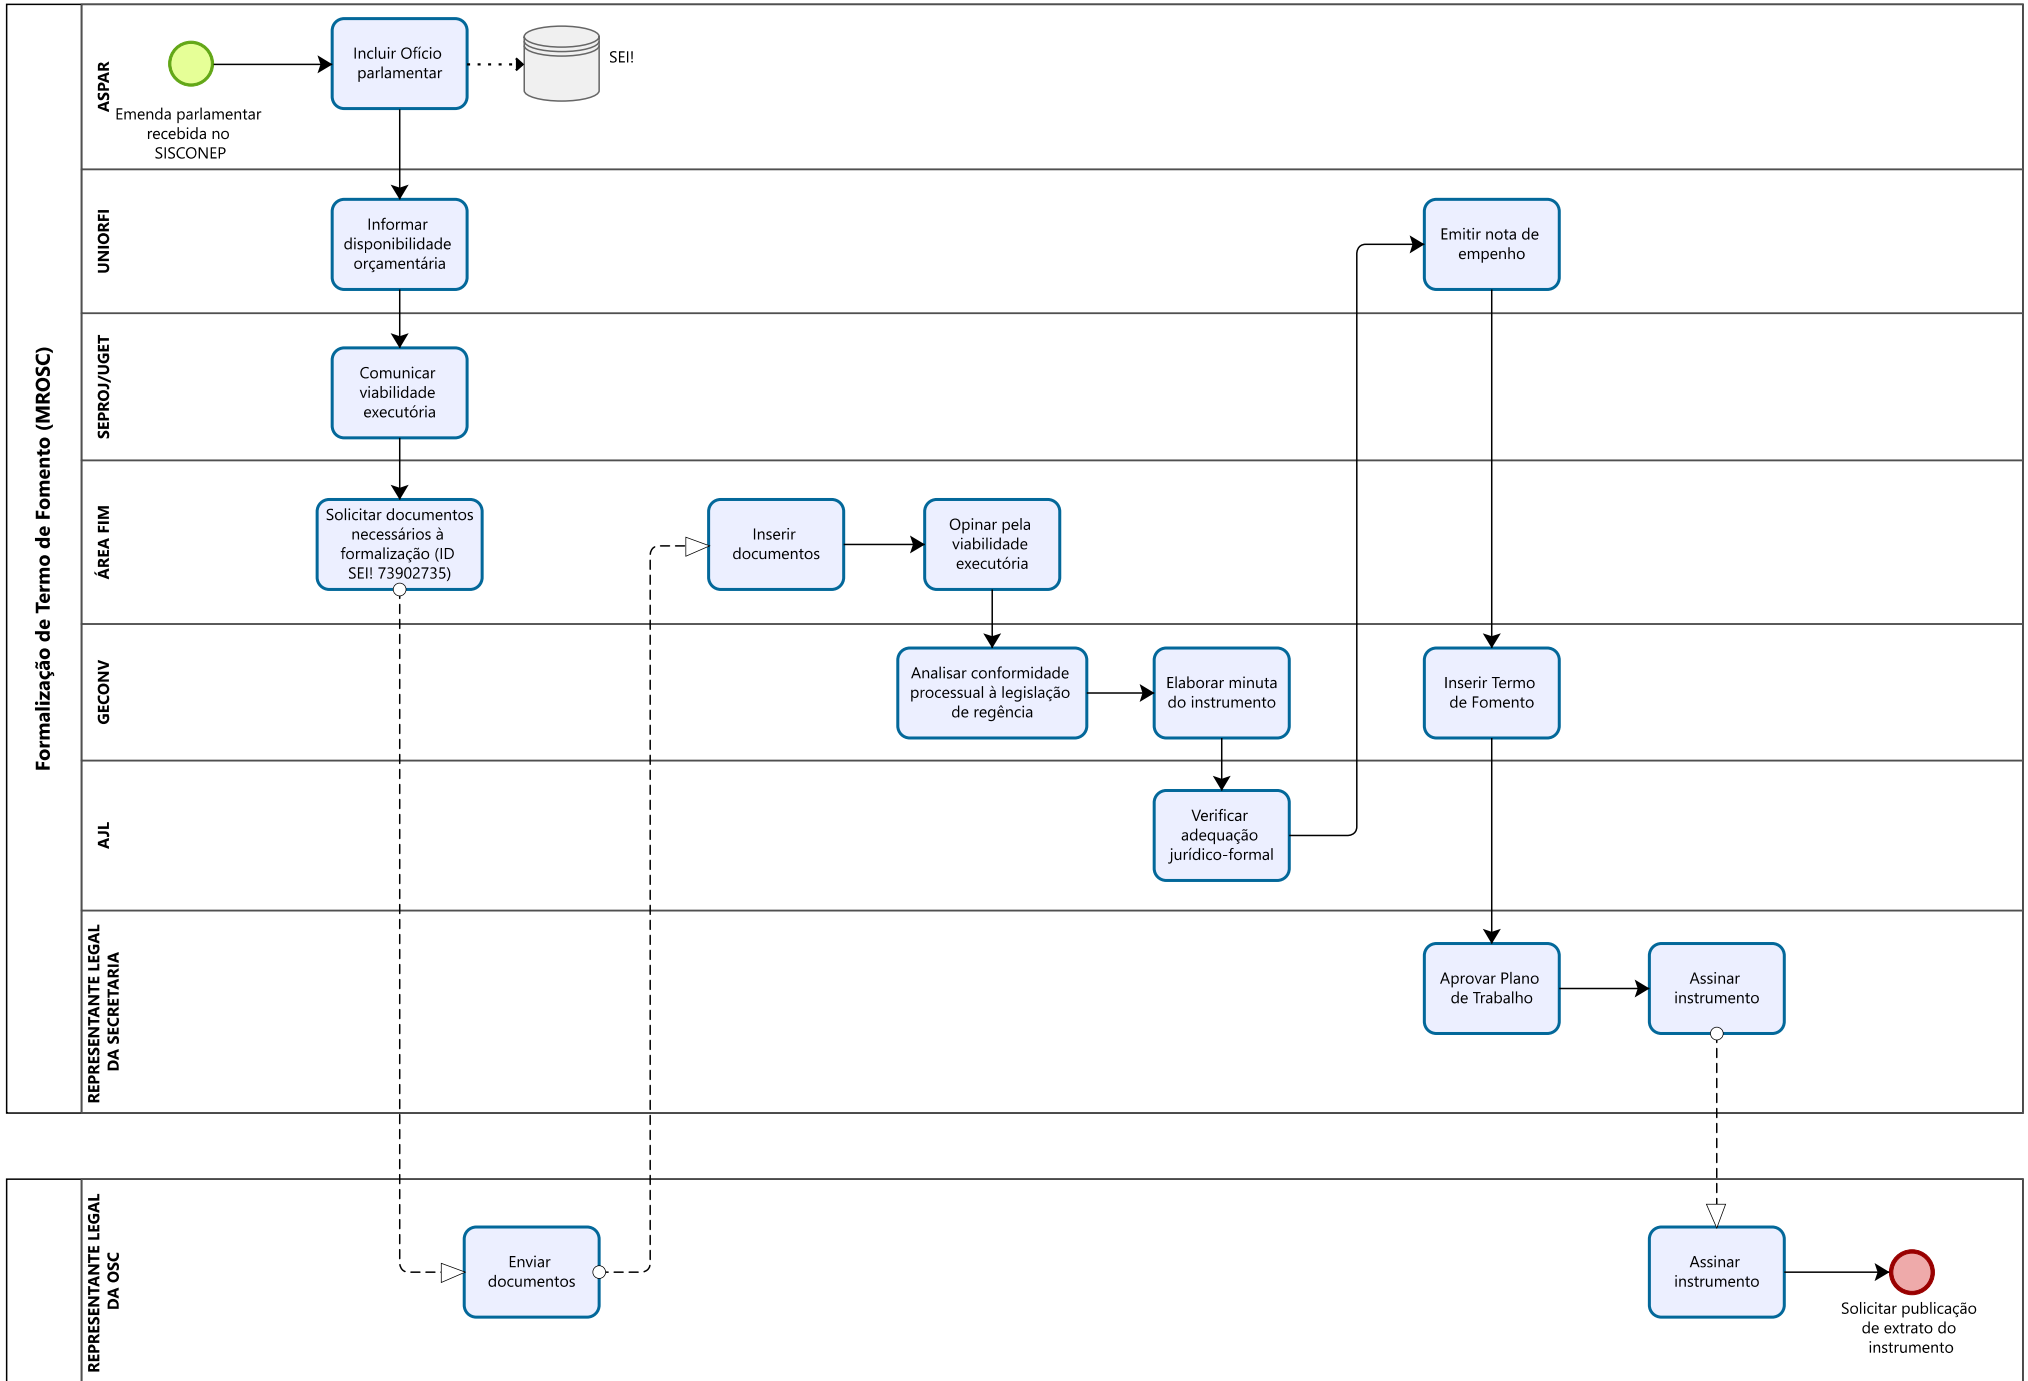 Formalização de Termo de Fomento (MROSC)
ASPAR
Emenda parlamentar
recebida no
SISCONEP
Incluir Ofício
parlamentar
SEI!
UNIORFI
Informar
disponibilidade
orçamentária
Emitir nota de
empenho
SEPROJ/UGET
Comunicar
viabilidade
executória
ÁREA FIM
Solicitar documentos
necessários à
formalização (ID
SEI! 73902735)
Inserir
documentos
Opinar pela
viabilidade
executória
GECONV
Analisar conformidade
processual à legislação
de regência
Elaborar minuta
do instrumento
Inserir Termo
de Fomento
AJL
Verificar
adequação
jurídico-formal
REPRESENTANTE LEGAL
DA SECRETARIA
Aprovar Plano
de Trabalho
Assinar
instrumento
REPRESENTANTE LEGAL
DA OSC
Enviar
documentos
Assinar
instrumento
Solicitar publicação
de extrato do
instrumento